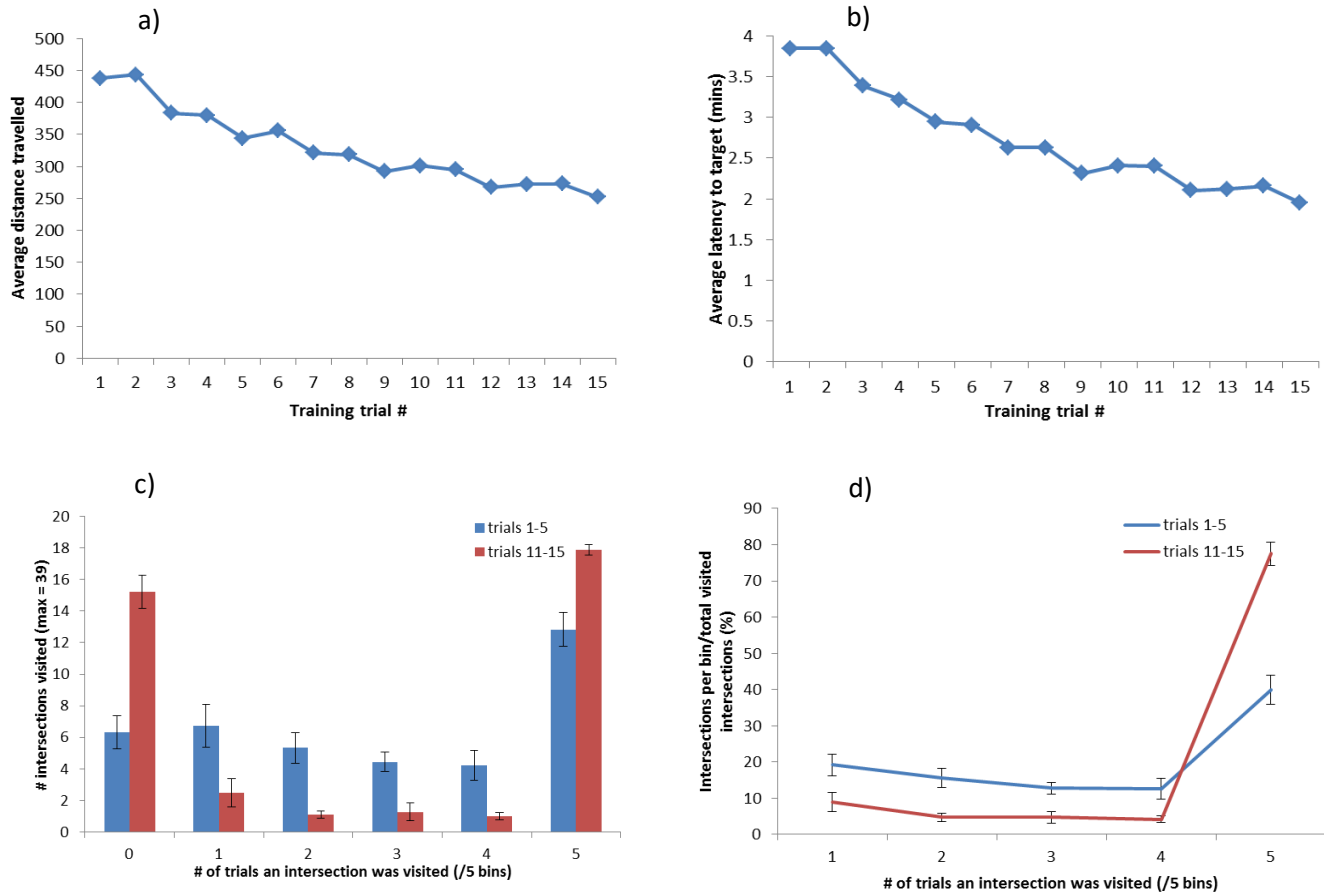 a)
Average distance travelled
500
450
400
350
300
250
200
150
100
50
0
1 2 3 4 5 6 7 8 9 10 11 12 13 14 15
Training trial #
b)
Average latency to target (mins)
4
3.5
3
2.5
2
1.5
1
0.5
0
1 2 3 4 5 6 7 8 9 10 11 12 13 14 15
Training trial #
c)
# intersections visited (max = 39)
20
18
16
14
12
10
8
6
4
2
0
trials 1-5
trials 11-15
0 1 2 3 4 5
# of trials an intersection was visited (/5 bins)
d)
Intersections per bin/total visited
intersections (%)
90
80
70
60
50
40
30
20
10
0
trials 1-5
trials 11-15
1 2 3 4 5
# of trials an intersection was visited (/5 bins)